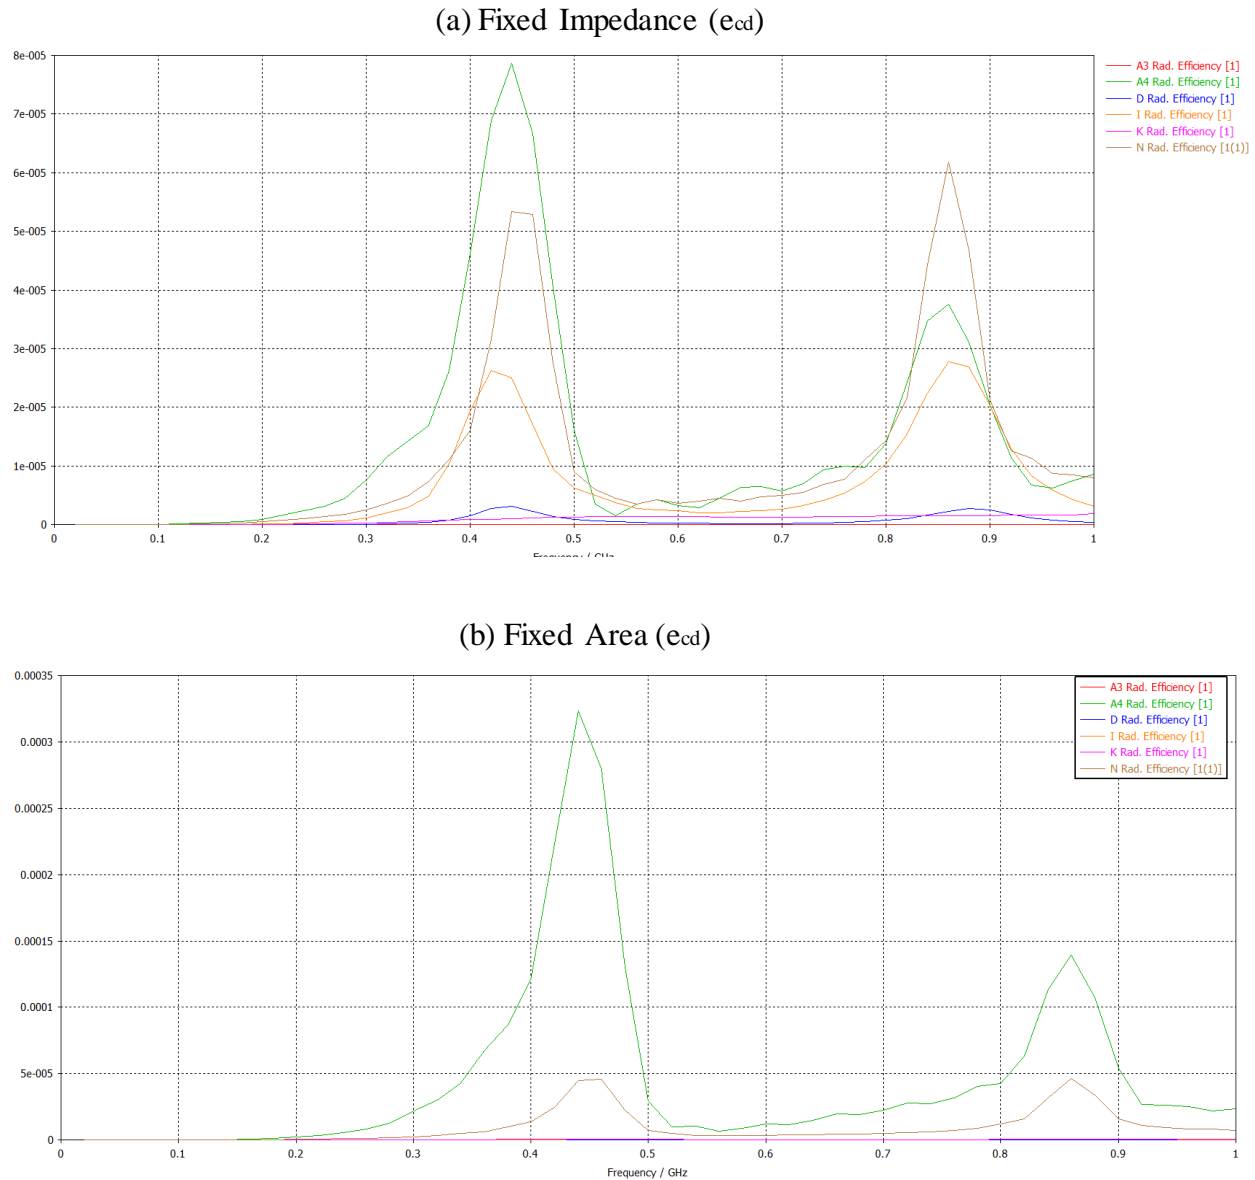 (a) Fixed Impedance (ecd)
8e-005
7e-005
6e-005
5e-005
4e-005
3e-005
2e-005
1e-005
0
0 0.1 0.2 0.3 0.4 0.5 0.6 0.7 0.8 0.9 1
Frequency / GHz
A3 Rad. Efficiency [1]
A4 Rad. Efficiency [1]
D Rad. Efficiency [1]
I Rad. Efficiency [1]
K Rad. Efficiency [1]
N Rad. Efficiency [1(1)]
(b) Fixed Area (ecd)
0.00035
0.0003
0.00025
0.0002
0.00015
0.0001
5e-005
0
0 0.1 0.2 0.3 0.4 0.5 0.6 0.7 0.8 0.9 1
Frequency / GHz
A3 Rad. Efficiency [1]
A4 Rad. Efficiency [1]
D Rad. Efficiency [1]
I Rad. Efficiency [1]
K Rad. Efficiency [1]
N Rad. Efficiency [1(1)]